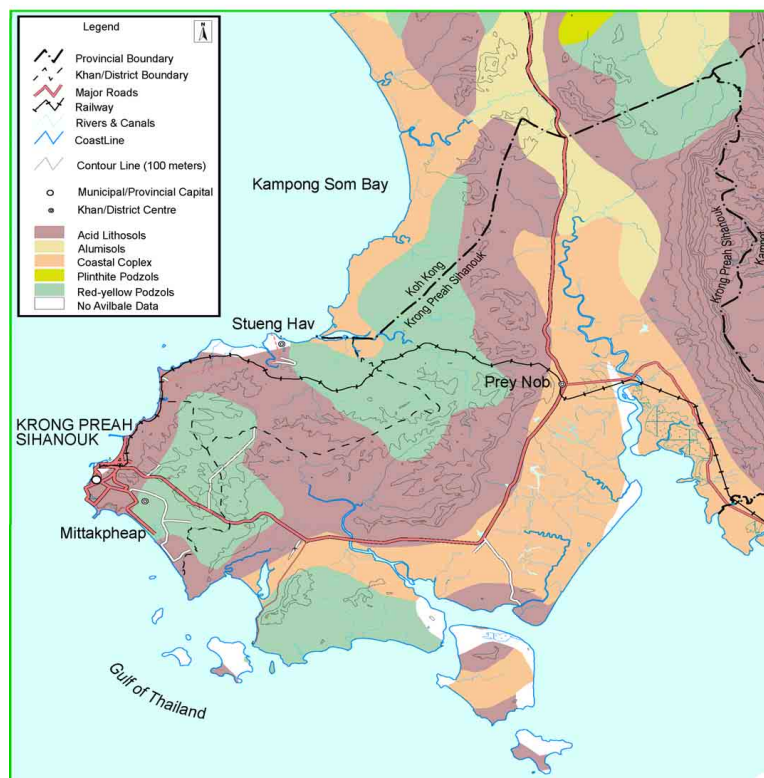 Legend
N
Provincial Boundary
Khan/District Boundary
Major Roads
Railway
Rivers & Canals
CoastLine
Contour Line (100 meters)
Municipal/Provincial Capital
Khan/District Centre
Acid Lithosols
Alumisols
Coastal Coplex
Plinthite Podzols
Red-yellow Podzols
No Avilbale Data
Kampong Som Bay
Koh Kong
Krong Preah Sihanouk
Krong Preah Sihanouk
Kampot
Stueng Hav
Prey Nob
KRONG PREAH
SIHANOUK
Mittakpheap
Gulf of Thailand